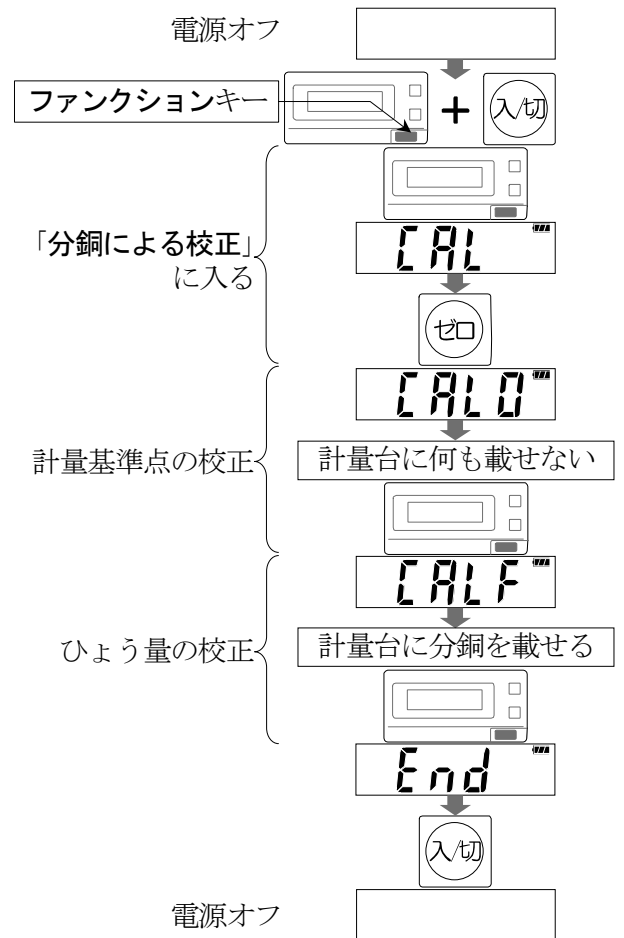 電源オフ
ファンクションキー
+
入/切
「分銅による校正」
に入る
CAL
ゼロ
CAL0
計量基準点の校正
計量台に何も載せない
CALF
ひょう量の校正
計量台に分銅を載せる
End
入/切
電源オフ